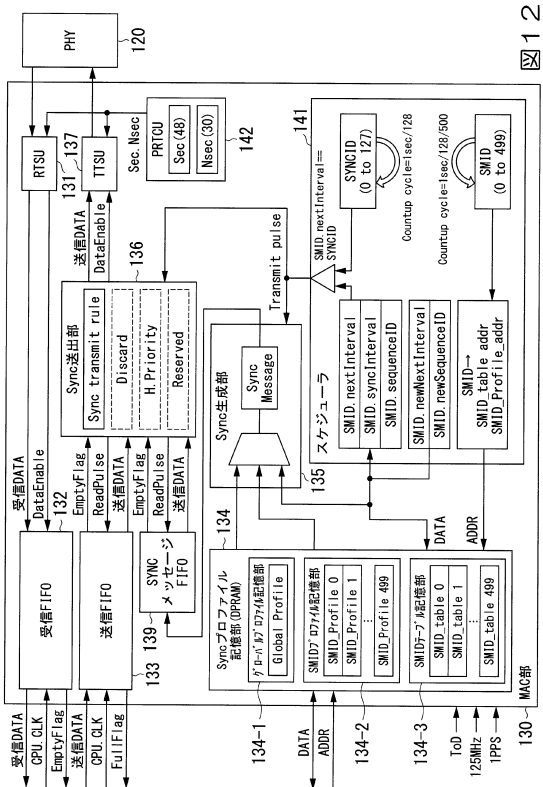 図12
PHY
120
RTSU
131
137
TTSU
Sec. Nsec
PRTCU
Sec(48)
Nsec(30)
142
受信DATA
DataEnable
132
受信FIFO
受信DATA
CPU.CLK
EmptyFlag
送信DATA
DataEnable
136
Sync送出部
Sync transmit rule
Discard
H.Priority
Reserved
EmptyFlag
ReadPulse
送信DATA
EmptyFlag
ReadPulse
送信DATA
送信FIFO
133
送信DATA
CPU.CLK
FullFlag
139
SYNC
メッセージ
FIFO
Transmit pulse
Sync生成部
Sync
Message
135
134
Syncプロファイル
記憶部(DPRAM)
グローバルプロファイル記憶部
Global Profile
134-1
SMIDプロファイル記憶部
SMID_Profile 0
SMID_Profile 1
⋮
SMID_Profile 499
134-2
SMIDテーブル記憶部
SMID_table 0
SMID_table 1
⋮
SMID_table 499
134-3
DATA
ADDR
DATA
ADDR
141
スケジューラ
SMID.nextInterval==
SYNCID
SYNCID
(0 to 127)
Countup cycle=1sec/128
SMID.nextInterval
SMID.syncInterval
SMID.sequenceID
SMID.newNextInterval
SMID.newSequenceID
Countup cycle=1sec/128/500
SMID
(0 to 499)
SMID→
SMID_table_addr
SMID_Profile_addr
ToD
125MHz
1PPS
130
MAC部